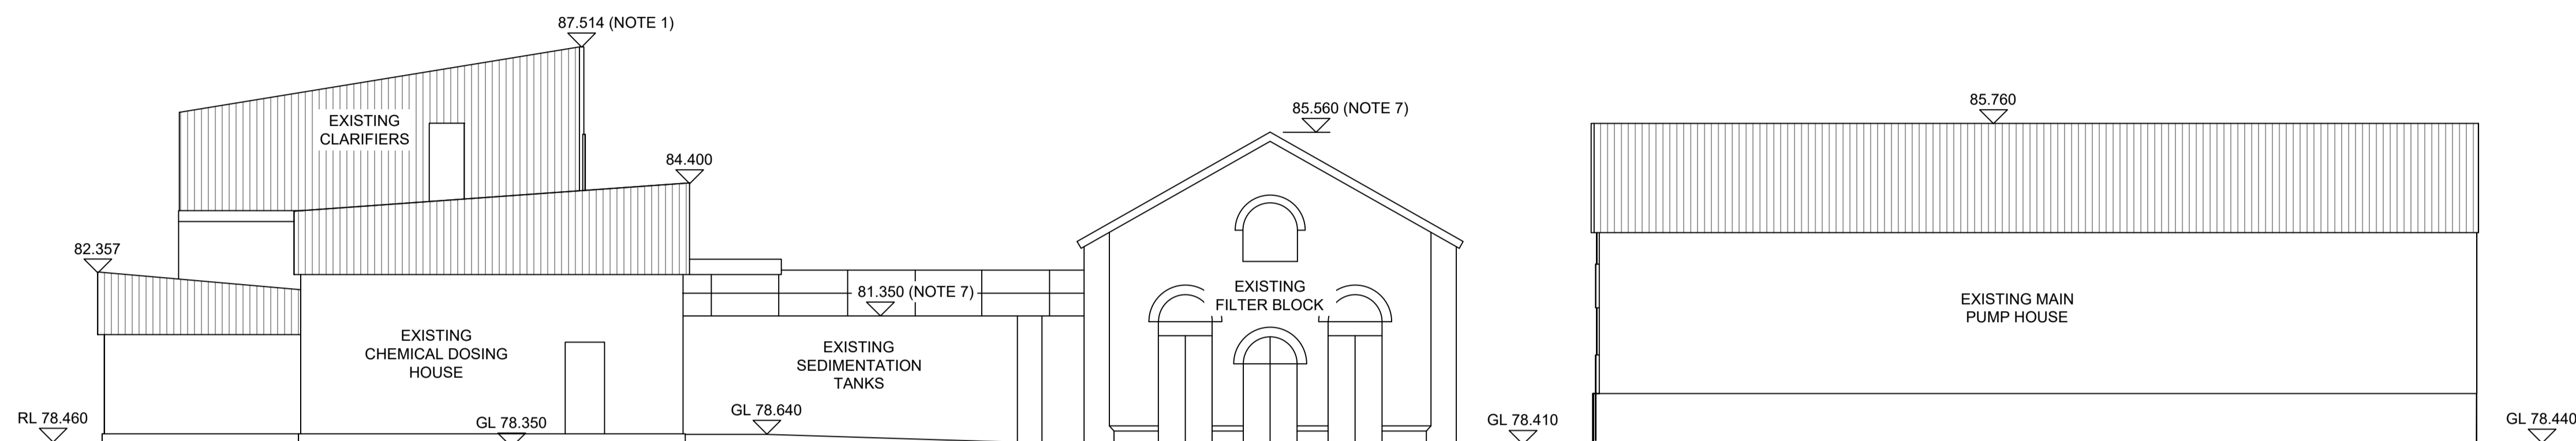 87.514 (NOTE 1)
EXISTING
CLARIFIERS
84.400
82.357
EXISTING
CHEMICAL DOSING
HOUSE
RL 78.460
GL 78.350
81.350 (NOTE 7)
EXISTING
SEDIMENTATION
TANKS
GL 78.640
85.560 (NOTE 7)
EXISTING
FILTER BLOCK
GL 78.410
85.760
EXISTING MAIN
PUMP HOUSE
GL 78.440